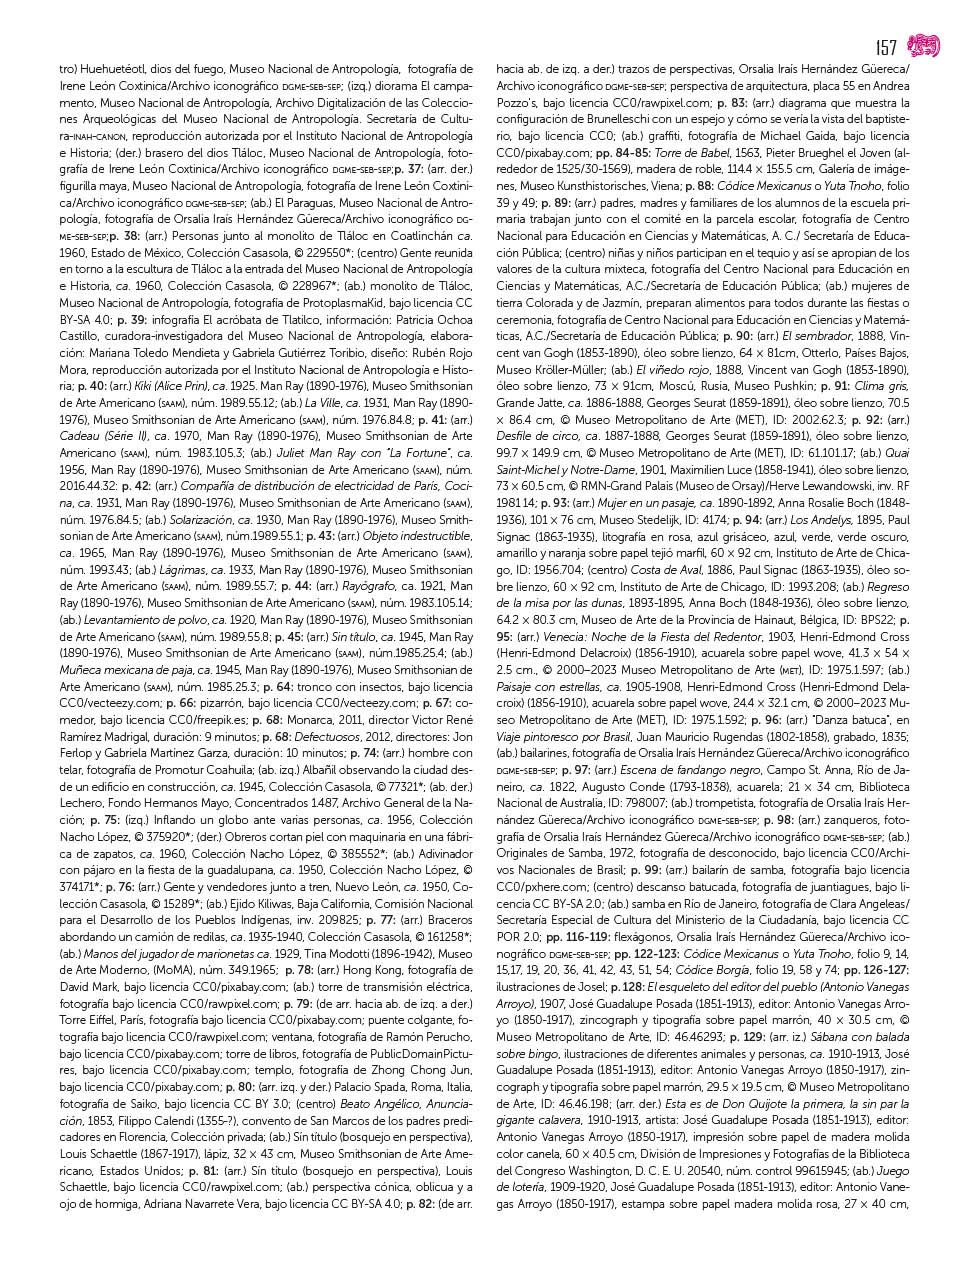 157
tro) Huehuetéotl, dios del fuego, Museo Nacional de Antropología, fotografía de
Irene León Coxtinica/Archivo iconográfico DGME-SEB-SEP; (izq.) diorama El campa-
mento, Museo Nacional de Antropología, Archivo Digitalización de las Coleccio-
nes Arqueológicas del Museo Nacional de Antropología. Secretaría de Cultu-
ra-INAH-CANON, reproducción autorizada por el Instituto Nacional de Antropología
e Historia; (der.) brasero del dios Tláloc, Museo Nacional de Antropología, foto-
grafía de Irene León Coxtinica/Archivo iconográfico DGME-SEB-SEP;p. 37: (arr. der.)
figurilla maya, Museo Nacional de Antropología, fotografía de Irene León Coxtini-
ca/Archivo iconográfico DGME-SEB-SEP; (ab.) El Paraguas, Museo Nacional de Antro-
pología, fotografía de Orsalia Iraís Hernández Güereca/Archivo iconográfico DG-
ME-SEB-SEP;p. 38: (arr.) Personas junto al monolito de Tláloc en Coatlinchán ca.
1960, Estado de México, Colección Casasola, © 229550*; (centro) Gente reunida
en torno a la escultura de Tláloc a la entrada del Museo Nacional de Antropología
e Historia, ca. 1960, Colección Casasola, © 228967*; (ab.) monolito de Tláloc,
Museo Nacional de Antropología, fotografía de ProtoplasmaKid, bajo licencia CC
BY-SA 4.0; p. 39: infografía El acróbata de Tlatilco, información: Patricia Ochoa
Castillo, curadora-investigadora del Museo Nacional de Antropología, elabora-
ción: Mariana Toledo Mendieta y Gabriela Gutiérrez Toribio, diseño: Rubén Rojo
Mora, reproducción autorizada por el Instituto Nacional de Antropología e Histo-
ria; p. 40: (arr.) Kiki (Alice Prin), ca. 1925. Man Ray (1890-1976), Museo Smithsonian
de Arte Americano (SAAM), núm. 1989.55.12; (ab.) La Ville, ca. 1931, Man Ray (1890-
1976), Museo Smithsonian de Arte Americano (SAAM), núm. 1976.84.8; p. 41: (arr.)
Cadeau (Série II), ca. 1970, Man Ray (1890-1976), Museo Smithsonian de Arte
Americano (SAAM), núm. 1983.105.3; (ab.) Juliet Man Ray con "La Fortune", ca.
1956, Man Ray (1890-1976), Museo Smithsonian de Arte Americano (SAAM), núm.
2016.44.32: p. 42: (arr.) Compañía de distribución de electricidad de París, Coci-
na, ca. 1931, Man Ray (1890-1976), Museo Smithsonian de Arte Americano (SAAM),
núm. 1976.84.5; (ab.) Solarización, ca. 1930, Man Ray (1890-1976), Museo Smith-
sonian de Arte Americano (SAAM), núm.1989.55.1; p. 43: (arr.) Objeto indestructible,
ca. 1965, Man Ray (1890-1976), Museo Smithsonian de Arte Americano (SAAM),
núm. 1993.43; (ab.) Lágrimas, ca. 1933, Man Ray (1890-1976), Museo Smithsonian
de Arte Americano (SAAM), núm. 1989.55.7; p. 44: (arr.) Rayógrafo, ca. 1921, Man
Ray (1890-1976), Museo Smithsonian de Arte Americano (SAAM), núm. 1983.105.14;
(ab.) Levantamiento de polvo, ca. 1920, Man Ray (1890-1976), Museo Smithsonian
de Arte Americano (SAAM), núm. 1989.55.8; p. 45: (arr.) Sin título, ca. 1945, Man Ray
(1890-1976), Museo Smithsonian de Arte Americano (SAAM), núm.1985.25.4; (ab.)
Muñeca mexicana de paja, ca. 1945, Man Ray (1890-1976), Museo Smithsonian de
Arte Americano (SAAM), núm. 1985.25.3; p. 64: tronco con insectos, bajo licencia
CC0/vecteezy.com; p. 66: pizarrón, bajo licencia CC0/vecteezy.com; p. 67: co-
medor, bajo licencia CC0/freepik.es; p. 68: Monarca, 2011, director Victor René
Ramírez Madrigal, duración: 9 minutos; p. 68: Defectuosos, 2012, directores: Jon
Ferlop y Gabriela Martínez Garza, duración: 10 minutos; p. 74: (arr.) hombre con
telar, fotografía de Promotur Coahuila; (ab. izq.) Albañil observando la ciudad des-
de un edificio en construcción, ca. 1945, Colección Casasola, © 77321*; (ab. der.)
Lechero, Fondo Hermanos Mayo, Concentrados 1.487, Archivo General de la Na-
ción; p. 75: (izq.) Inflando un globo ante varias personas, ca. 1956, Colección
Nacho López, © 375920*; (der.) Obreros cortan piel con maquinaria en una fábri-
ca de zapatos, ca. 1960, Colección Nacho López, © 385552*; (ab.) Adivinador
con pájaro en la fiesta de la guadalupana, ca. 1950, Colección Nacho López, ©
374171*; p. 76: (arr.) Gente y vendedores junto a tren, Nuevo León, ca. 1950, Co-
lección Casasola, © 15289*; (ab.) Ejido Kiliwas, Baja California, Comisión Nacional
para el Desarrollo de los Pueblos Indígenas, inv. 209825; p. 77: (arr.) Braceros
abordando un camión de redilas, ca. 1935-1940, Colección Casasola, © 161258*;
(ab.) Manos del jugador de marionetas ca. 1929, Tina Modotti (1896-1942), Museo
de Arte Moderno, (MoMA), núm. 349.1965; p. 78: (arr.) Hong Kong, fotografía de
David Mark, bajo licencia CC0/pixabay.com; (ab.) torre de transmisión eléctrica,
fotografía bajo licencia CC0/rawpixel.com; p. 79: (de arr. hacia ab. de izq. a der.)
Torre Eiffel, París, fotografía bajo licencia CC0/pixabay.com; puente colgante, fo-
tografía bajo licencia CC0/rawpixel.com; ventana, fotografía de Ramón Perucho,
bajo licencia CC0/pixabay.com; torre de libros, fotografía de PublicDomainPictu-
res, bajo licencia CC0/pixabay.com; templo, fotografía de Zhong Chong Jun,
bajo licencia CC0/pixabay.com; p. 80: (arr. izq. y der.) Palacio Spada, Roma, Italia,
fotografía de Saiko, bajo licencia CC BY 3.0; (centro) Beato Angélico, Anuncia-
ción, 1853, Filippo Calendi (1355-?), convento de San Marcos de los padres predi-
cadores en Florencia, Colección privada; (ab.) Sin título (bosquejo en perspectiva),
Louis Schaettle (1867-1917), lápiz, 32 × 43 cm, Museo Smithsonian de Arte Ame-
ricano, Estados Unidos; p. 81: (arr.) Sin título (bosquejo en perspectiva), Louis
Schaettle, bajo licencia CC0/rawpixel.com; (ab.) perspectiva cónica, oblicua y a
ojo de hormiga, Adriana Navarrete Vera, bajo licencia CC BY-SA 4.0; p. 82: (de arr.
hacia ab. de izq. a der.) trazos de perspectivas, Orsalia Iraís Hernández Güereca/
Archivo iconográfico DGME-SEB-SEP; perspectiva de arquitectura, placa 55 en Andrea
Pozzo's, bajo licencia CC0/rawpixel.com; p. 83: (arr.) diagrama que muestra la
configuración de Brunelleschi con un espejo y cómo se vería la vista del baptiste-
rio, bajo licencia CC0; (ab.) graffiti, fotografía de Michael Gaida, bajo licencia
CC0/pixabay.com; pp. 84-85: Torre de Babel, 1563, Pieter Brueghel el Joven (al-
rededor de 1525/30-1569), madera de roble, 114.4 × 155.5 cm, Galería de imáge-
nes, Museo Kunsthistorisches, Viena; p. 88: Códice Mexicanus o Yuta Tnoho, folio
39 y 49; p. 89: (arr.) padres, madres y familiares de los alumnos de la escuela pri-
maria trabajan junto con el comité en la parcela escolar, fotografía de Centro
Nacional para Educación en Ciencias y Matemáticas, A. C./ Secretaría de Educa-
ción Pública; (centro) niñas y niños participan en el tequio y así se apropian de los
valores de la cultura mixteca, fotografía del Centro Nacional para Educación en
Ciencias y Matemáticas, A.C./Secretaría de Educación Pública; (ab.) mujeres de
tierra Colorada y de Jazmín, preparan alimentos para todos durante las fiestas o
ceremonia, fotografía de Centro Nacional para Educación en Ciencias y Matemá-
ticas, A.C./Secretaría de Educación Pública; p. 90: (arr.) El sembrador, 1888, Vin-
cent van Gogh (1853-1890), óleo sobre lienzo, 64 × 81cm, Otterlo, Países Bajos,
Museo Kröller-Müller; (ab.) El viñedo rojo, 1888, Vincent van Gogh (1853-1890),
óleo sobre lienzo, 73 × 91cm, Moscú, Rusia, Museo Pushkin; p. 91: Clima gris,
Grande Jatte, ca. 1886-1888, Georges Seurat (1859-1891), óleo sobre lienzo, 70.5
× 86.4 cm, © Museo Metropolitano de Arte (MET), ID: 2002.62.3; p. 92: (arr.)
Desfile de circo, ca. 1887-1888, Georges Seurat (1859-1891), óleo sobre lienzo,
99.7 × 149.9 cm, © Museo Metropolitano de Arte (MET), ID: 61.101.17; (ab.) Quai
Saint-Michel y Notre-Dame, 1901, Maximilien Luce (1858-1941), óleo sobre lienzo,
73 × 60.5 cm, © RMN-Grand Palais (Museo de Orsay)/Herve Lewandowski, inv. RF
1981.14; p. 93: (arr.) Mujer en un pasaje, ca. 1890-1892, Anna Rosalie Boch (1848-
1936), 101 × 76 cm, Museo Stedelijk, ID: 4174; p. 94: (arr.) Los Andelys, 1895, Paul
Signac (1863-1935), litografía en rosa, azul grisáceo, azul, verde, verde oscuro,
amarillo y naranja sobre papel tejió marfil, 60 × 92 cm, Instituto de Arte de Chica-
go, ID: 1956.704; (centro) Costa de Aval, 1886, Paul Signac (1863-1935), óleo so-
bre lienzo, 60 × 92 cm, Instituto de Arte de Chicago, ID: 1993.208; (ab.) Regreso
de la misa por las dunas, 1893-1895, Anna Boch (1848-1936), óleo sobre lienzo,
64.2 × 80.3 cm, Museo de Arte de la Provincia de Hainaut, Bélgica, ID: BPS22; p.
95: (arr.) Venecia: Noche de la Fiesta del Redentor, 1903, Henri-Edmond Cross
(Henri-Edmond Delacroix) (1856-1910), acuarela sobre papel wove, 41.3 × 54 ×
2.5 cm., © 2000–2023 Museo Metropolitano de Arte (MET), ID: 1975.1.597; (ab.)
Paisaje con estrellas, ca. 1905-1908, Henri-Edmond Cross (Henri-Edmond Dela-
croix) (1856-1910), acuarela sobre papel wove, 24.4 × 32.1 cm, © 2000–2023 Mu-
seo Metropolitano de Arte (MET), ID: 1975.1.592; p. 96: (arr.) "Danza batuca", en
Viaje pintoresco por Brasil, Juan Mauricio Rugendas (1802-1858), grabado, 1835;
(ab.) bailarines, fotografía de Orsalia Iraís Hernández Güereca/Archivo iconográfico
DGME-SEB-SEP; p. 97: (arr.) Escena de fandango negro, Campo St. Anna, Río de Ja-
neiro, ca. 1822, Augusto Conde (1793-1838), acuarela; 21 × 34 cm, Biblioteca
Nacional de Australia, ID: 798007; (ab.) trompetista, fotografía de Orsalia Iraís Her-
nández Güereca/Archivo iconográfico DGME-SEB-SEP; p. 98: (arr.) zanqueros, foto-
grafía de Orsalia Iraís Hernández Güereca/Archivo iconográfico DGME-SEB-SEP; (ab.)
Originales de Samba, 1972, fotografía de desconocido, bajo licencia CC0/Archi-
vos Nacionales de Brasil; p. 99: (arr.) bailarín de samba, fotografía bajo licencia
CC0/pxhere.com; (centro) descanso batucada, fotografía de juantiagues, bajo li-
cencia CC BY-SA 2.0; (ab.) samba en Río de Janeiro, fotografía de Clara Angeleas/
Secretaría Especial de Cultura del Ministerio de la Ciudadanía, bajo licencia CC
POR 2.0; pp. 116-119: flexágonos, Orsalia Iraís Hernández Güereca/Archivo ico-
nográfico DGME-SEB-SEP; pp. 122-123: Códice Mexicanus o Yuta Tnoho, folio 9, 14,
15,17, 19, 20, 36, 41, 42, 43, 51, 54; Códice Borgía, folio 19, 58 y 74; pp. 126-127:
ilustraciones de Josel; p. 128: El esqueleto del editor del pueblo (Antonio Vanegas
Arroyo), 1907, José Guadalupe Posada (1851-1913), editor: Antonio Vanegas Arro-
yo (1850-1917), zincograph y tipografía sobre papel marrón, 40 × 30.5 cm, ©
Museo Metropolitano de Arte, ID: 46.46293; p. 129: (arr. iz.) Sábana con balada
sobre bingo, ilustraciones de diferentes animales y personas, ca. 1910-1913, José
Guadalupe Posada (1851-1913), editor: Antonio Vanegas Arroyo (1850-1917), zin-
cograph y tipografía sobre papel marrón, 29.5 × 19.5 cm, © Museo Metropolitano
de Arte, ID: 46.46.198; (arr. der.) Esta es de Don Quijote la primera, la sin par la
gigante calavera, 1910-1913, artista: José Guadalupe Posada (1851-1913), editor:
Antonio Vanegas Arroyo (1850-1917), impresión sobre papel de madera molida
color canela, 60 × 40.5 cm, División de Impresiones y Fotografías de la Biblioteca
del Congreso Washington, D. C. E. U. 20540, núm. control 99615945; (ab.) Juego
de lotería, 1909-1920, José Guadalupe Posada (1851-1913), editor: Antonio Vane-
gas Arroyo (1850-1917), estampa sobre papel madera molida rosa, 27 × 40 cm,